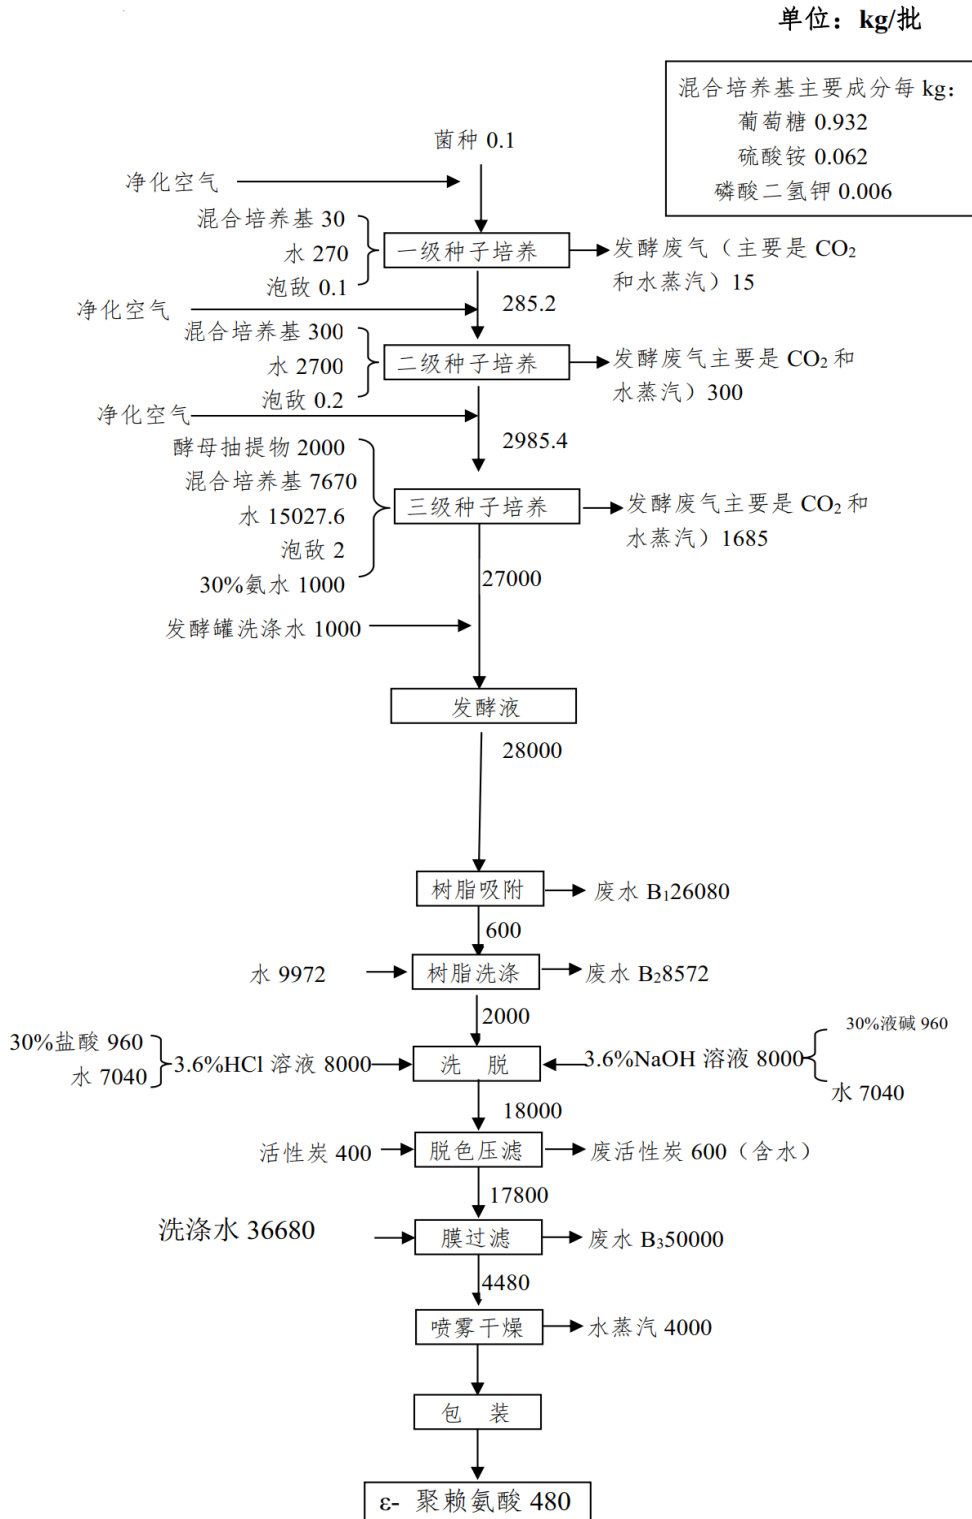 单位：kg/批
混合培养基主要成分每 kg：
葡萄糖 0.932
硫酸铵 0.062
磷酸二氢钾 0.006
菌种 0.1
净化空气
混合培养基 30
水 270
泡敌 0.1
一级种子培养
发酵废气（主要是 CO₂
和水蒸汽）15
净化空气
285.2
混合培养基 300
水 2700
泡敌 0.2
二级种子培养
发酵废气主要是 CO₂ 和
水蒸汽）300
净化空气
2985.4
酵母抽提物 2000
混合培养基 7670
水 15027.6
泡敌 2
30%氨水 1000
三级种子培养
发酵废气主要是 CO₂ 和
水蒸汽）1685
27000
发酵罐洗涤水 1000
发酵液
28000
树脂吸附
废水 B₁26080
600
水 9972
树脂洗涤
废水 B₂8572
2000
30%盐酸 960
水 7040
3.6%HCl 溶液 8000
洗 脱
3.6%NaOH 溶液 8000
30%液碱 960
水 7040
18000
活性炭 400
脱色压滤
废活性炭 600（含水）
17800
洗涤水 36680
膜过滤
废水 B₃50000
4480
喷雾干燥
水蒸汽 4000
包 装
ε- 聚赖氨酸 480